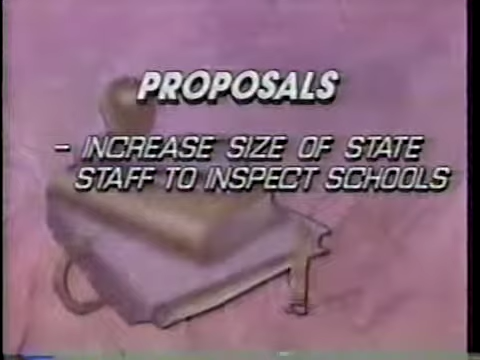 PROPOSALS
- INCREASE SIZE OF STATE
STAFF TO INSPECT SCHOOLS